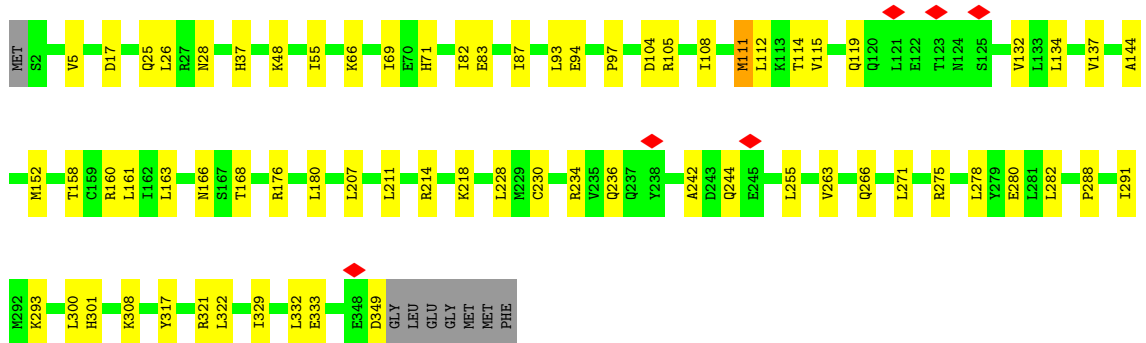 MET S2 V5 D17 Q25 L26 R27 N28 H37 K48 I55 K66 I69 E70 H71 I82 E83 I87 L93 E94 P97 D104 R105 I108 M111 L112 K113 T114 V115 Q119 Q120 L121 E122 T123 N124 S125 V132 L133 L134 V137 A144
M152 T158 C159 R160 L161 I162 L163 N166 S167 T168 R176 L180 L207 L211 R214 K218 L228 M229 C230 R234 V235 Q236 Q237 Y238 A242 D243 Q244 E245 L255 V263 Q266 L271 R275 L278 Y279 E280 L281 L282 P288 I291
M292 K293 L300 H301 K308 Y317 R321 L322 I329 L332 E333 E348 D349 GLY LEU GLU GLY MET MET PHE